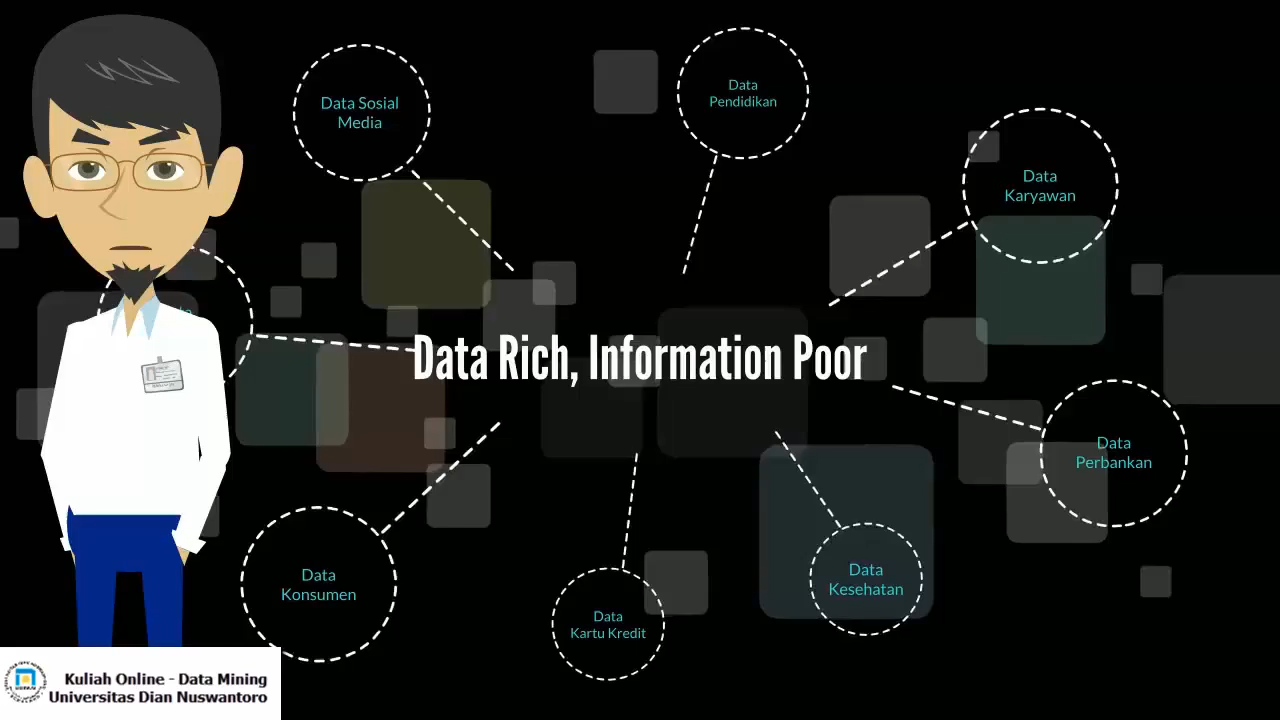 Data Sosial
Media
Data
Pendidikan
Data
Karyawan
Data Rich, Information Poor
Data
Perbankan
Data
Konsumen
Data
Kartu Kredit
Data
Kesehatan
Kuliah Online - Data Mining
Universitas Dian Nuswantoro